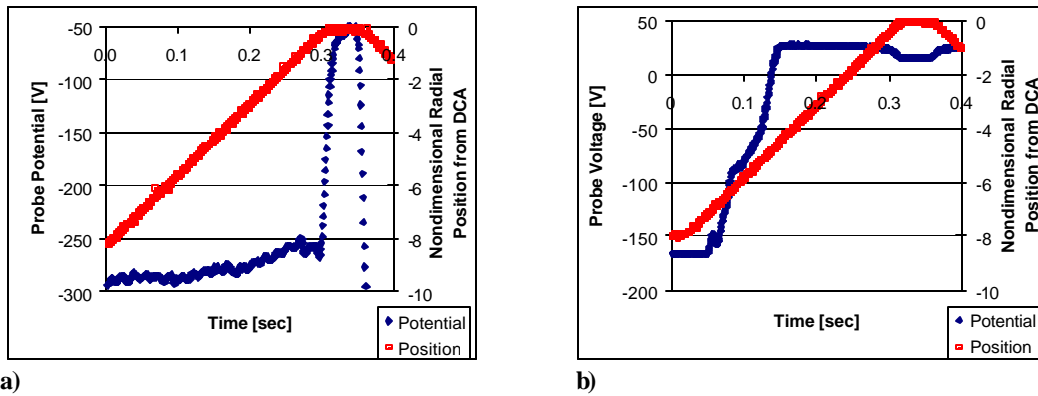 -50
-100
-150
-200
-250
-300
Probe Potential [V]
0.0 0.1 0.2 0.3 0.4
0
-2
-4
-6
-8
-10
Nondimensional Radial
Position from DCA
Time [sec]
Potential
Position
a)
50
0
-50
-100
-150
-200
Probe Voltage [V]
0 0.1 0.2 0.3 0.4
0
-2
-4
-6
-8
-10
Nondimensional Radial
Position from DCA
Time [sec]
Potential
Position
b)